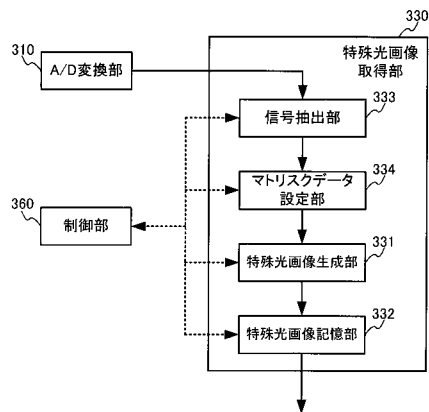 330
310
A/D変換部
特殊光画像
取得部
333
信号抽出部
334
マトリスクデータ
設定部
360
制御部
331
特殊光画像生成部
332
特殊光画像記憶部